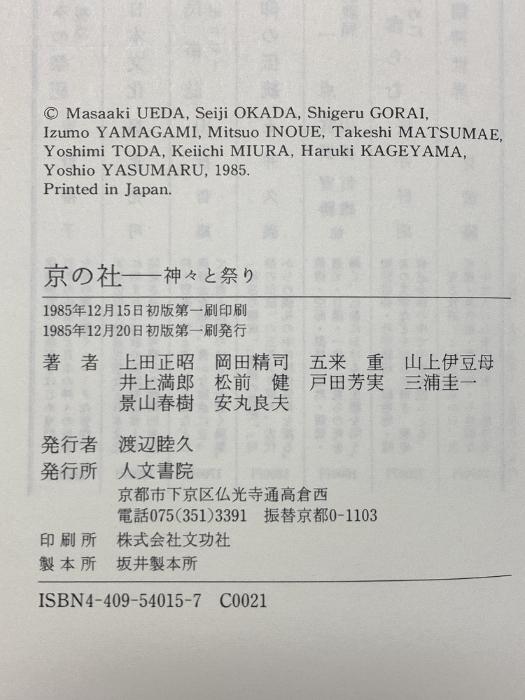 © Masaaki UEDA, Seiji OKADA, Shigeru GORAI,
Izumo YAMAGAMI, Mitsuo INOUE, Takeshi MATSUMAE,
Yoshimi TODA, Keiichi MIURA, Haruki KAGEYAMA,
Yoshio YASUMARU, 1985.
Printed in Japan.
京の社――神々と祭り
1985年12月15日初版第一刷印刷
1985年12月20日初版第一刷発行
著者 上田正昭 岡田精司 五来重 山上伊豆母
井上満郎 松前健 戸田芳実 三浦圭一
景山春樹 安丸良夫
発行者 渡辺睦久
発行所 人文書院
京都市下京区仏光寺通高倉西
電話075(351)3391 振替京都0-1103
印刷所 株式会社文功社
製本所 坂井製本所
ISBN4-409-54015-7 C0021